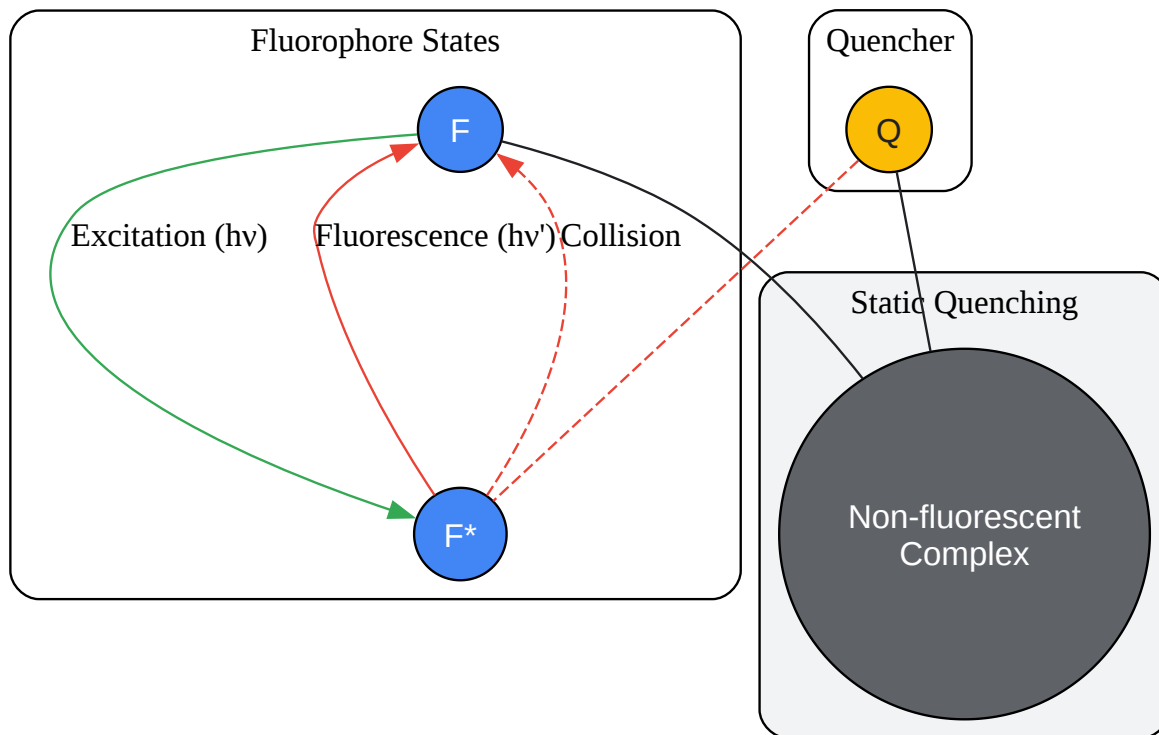 Fluorophore States
Quencher
F
Q
Excitation (hν)
Fluorescence (hν')
Collision
Static Quenching
F*
Non-fluorescent
Complex